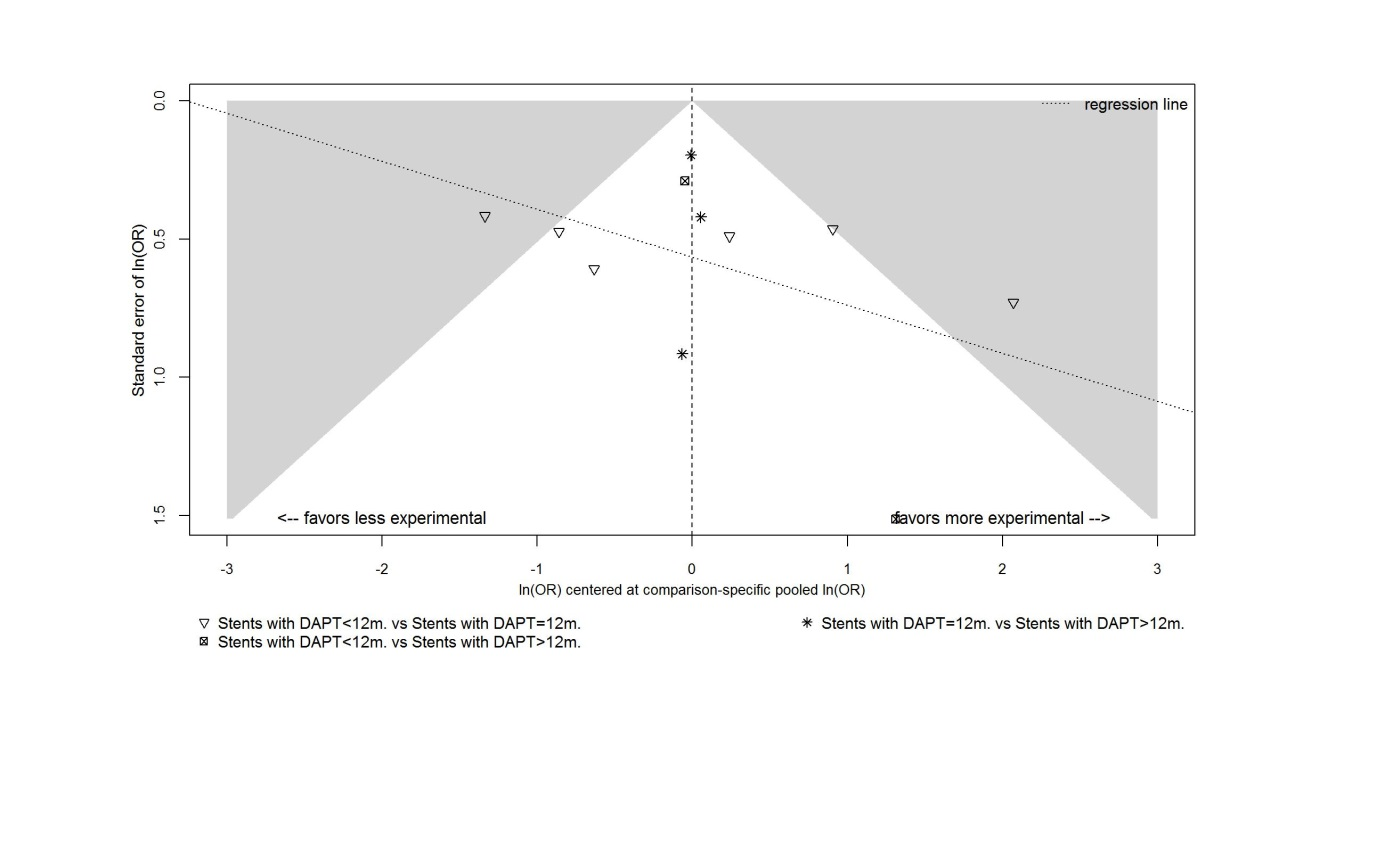 regression line
0.0
0.5
1.0
1.5
Standard error of ln(OR)
<-- favors less experimental
favors more experimental -->
-3 -2 -1 0 1 2 3
ln(OR) centered at comparison-specific pooled ln(OR)
Stents with DAPT<12m. vs Stents with DAPT=12m.
Stents with DAPT=12m. vs Stents with DAPT>12m.
Stents with DAPT<12m. vs Stents with DAPT>12m.